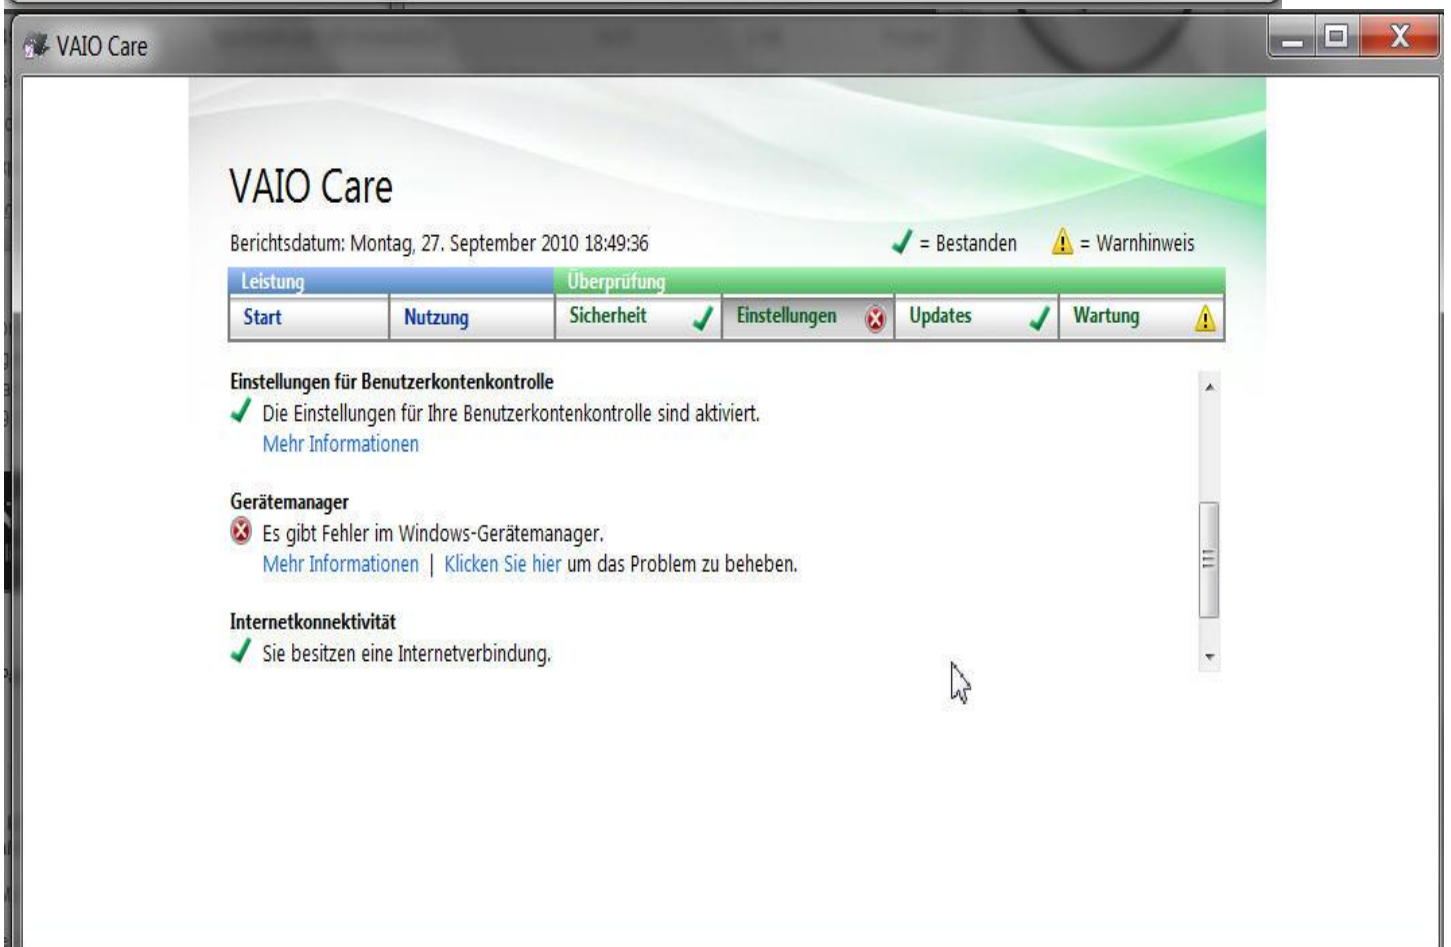 VAIO Care
VAIO Care
Berichtsdatum: Montag, 27. September 2010 18:49:36
= Bestanden
= Warnhinweis
Leistung
Überprüfung
Start
Nutzung
Sicherheit
Einstellungen
Updates
Wartung
Einstellungen für Benutzerkontenkontrolle
Die Einstellungen für Ihre Benutzerkontenkontrolle sind aktiviert.
Mehr Informationen
Gerätemanager
Es gibt Fehler im Windows-Gerätemanager.
Mehr Informationen | Klicken Sie hier um das Problem zu beheben.
Internetkonnektivität
Sie besitzen eine Internetverbindung.